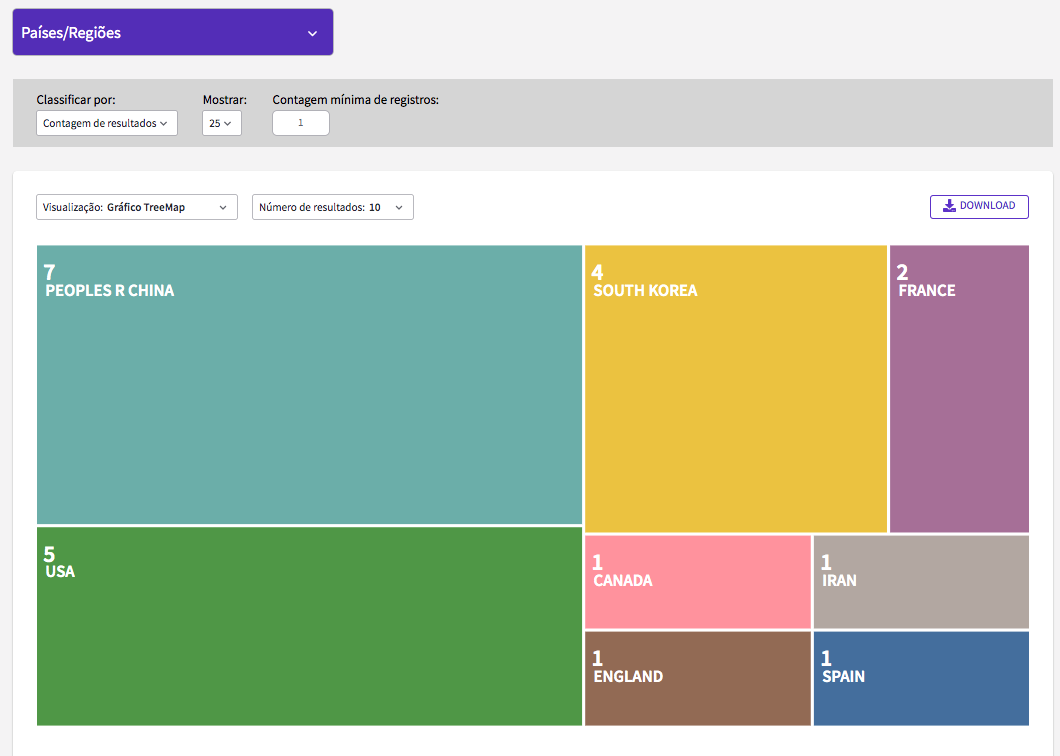 Países/Regiões
Classificar por: Mostrar: Contagem mínima de registros:
Contagem de resultados 25 1
Visualização: Gráfico TreeMap Número de resultados: 10 DOWNLOAD
7
PEOPLES R CHINA
4
SOUTH KOREA
2
FRANCE
5
USA
1
CANADA
1
IRAN
1
ENGLAND
1
SPAIN